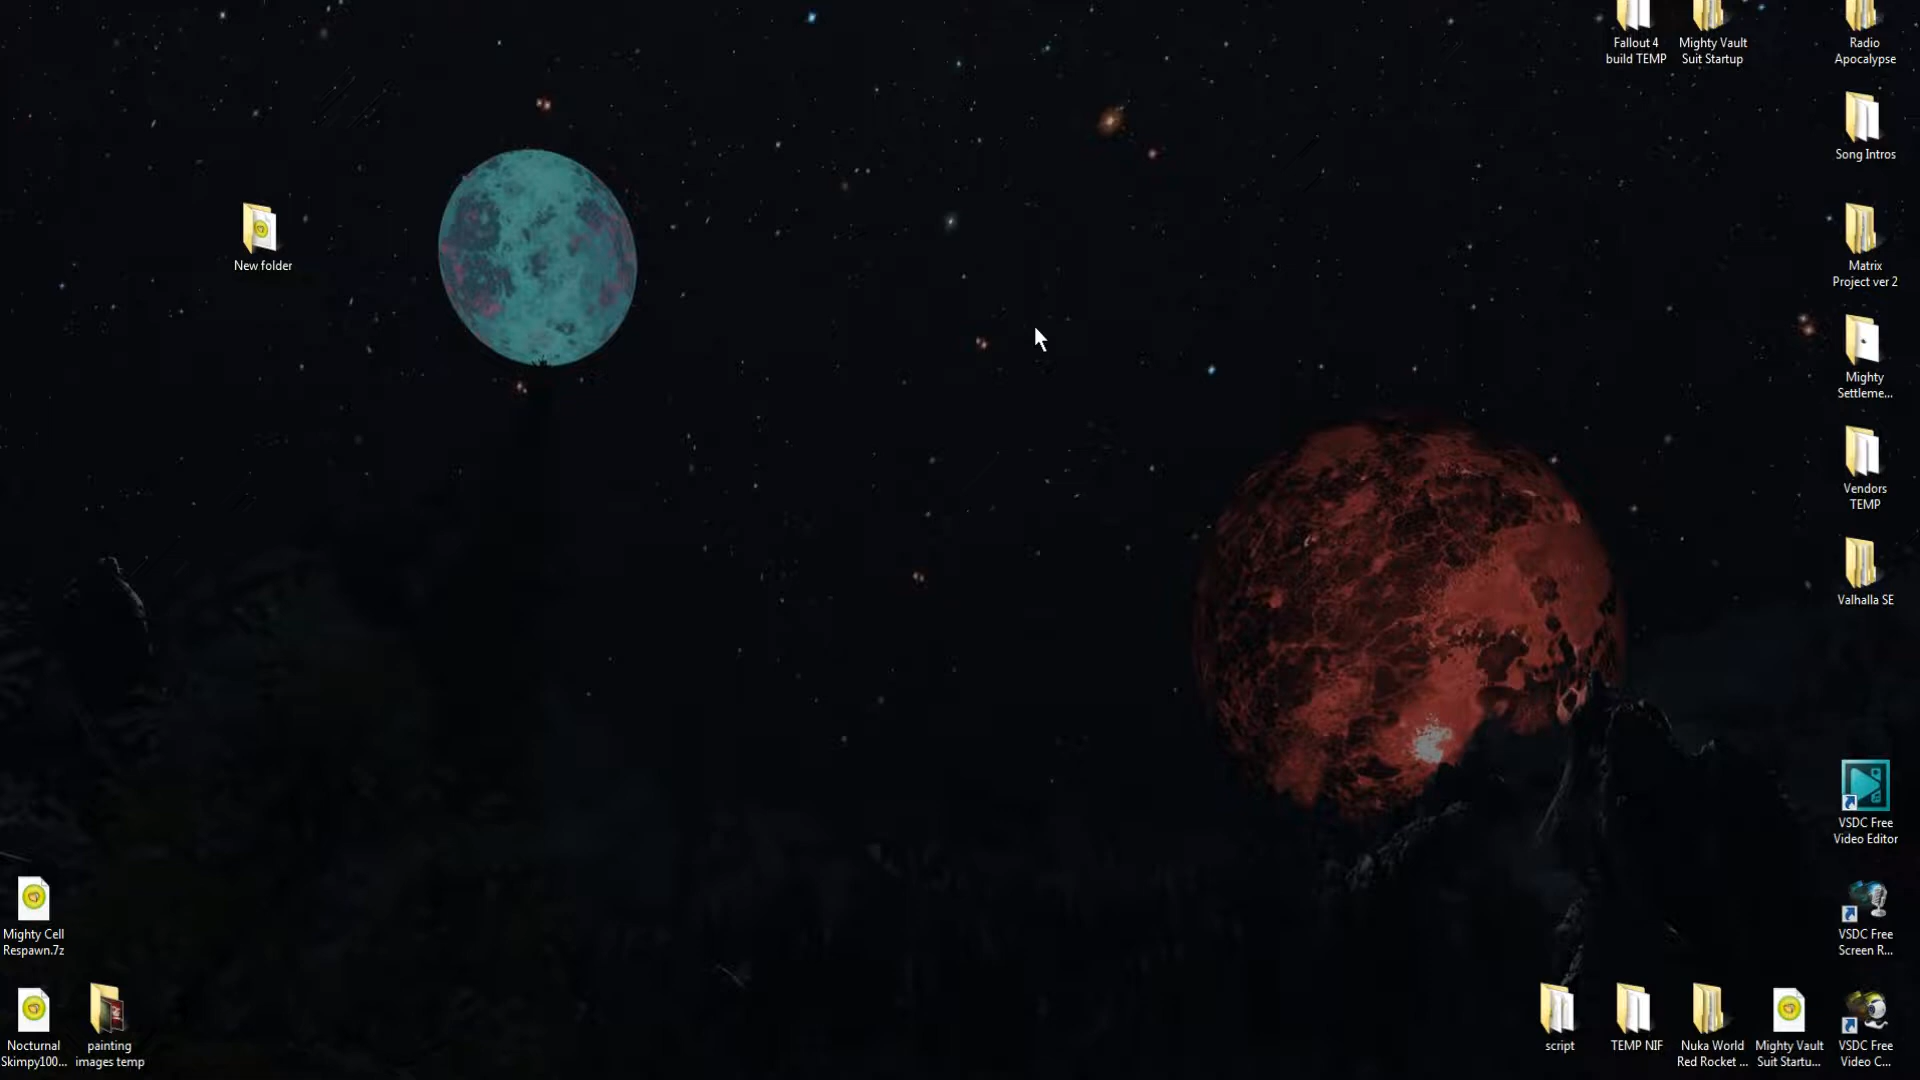 Fallout 4
build TEMP
Mighty Vault
Suit Startup
Radio
Apocalypse
Song Intros
New folder
Matrix
Project ver 2
Mighty
Settleme...
Vendors
TEMP
Valhalla SE
VSDC Free
Video Editor
Mighty Cell
Respawn.7z
VSDC Free
Screen R...
Nocturnal
Skimpy100...
painting
images temp
script
TEMP NIF
Nuka World
Red Rocket ...
Mighty Vault
Suit Startu...
VSDC Free
Video C...